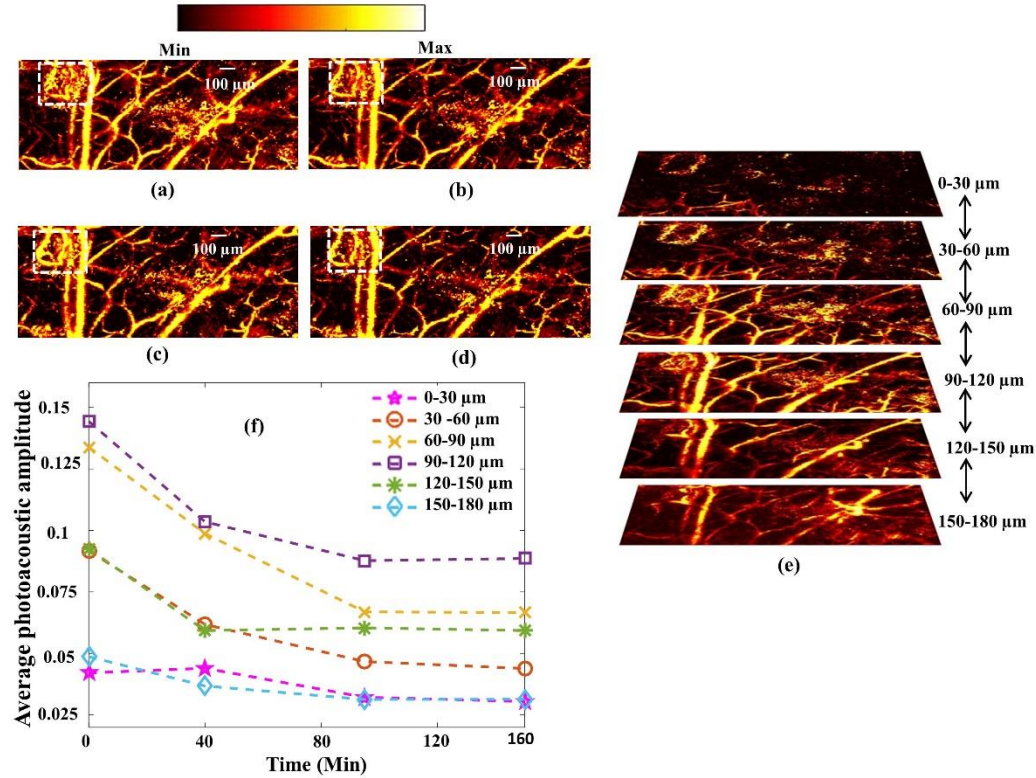 Min Max
100 µm 100 µm
(a) (b)
100 µm 100 µm
(c) (d)
0-30 µm
30-60 µm
60-90 µm
90-120 µm
120-150 µm
150-180 µm
(e)
(f)
0-30 µm
30 -60 µm
60-90 µm
90-120 µm
120-150 µm
150-180 µm
Average photoacoustic amplitude
0.15
0.125
0.1
0.075
0.05
0.025
0 40 80 120 160
Time (Min)